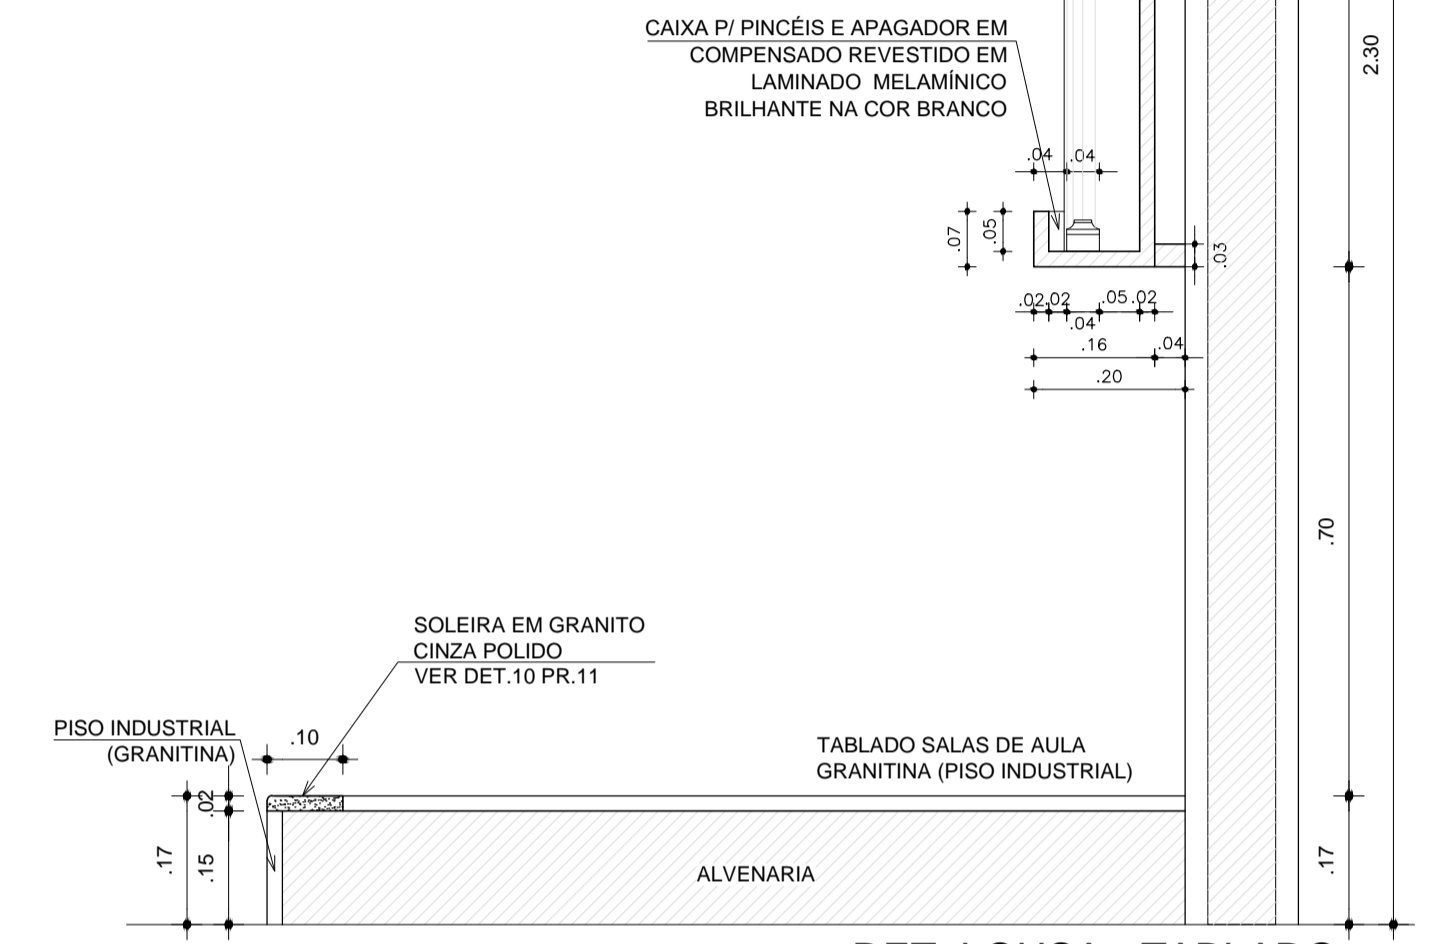 CAIXA P/ PINCÉIS E APAGADOR EM
COMPENSADO REVESTIDO EM
LAMINADO MELAMÍNICO
BRILHANTE NA COR BRANCO
2.30
.04 .04
.07
.05
.03
.02 .02 .05 .02
.04
.16 .04
.20
.70
SOLEIRA EM GRANITO
CINZA POLIDO
VER DET.10 PR.11
PISO INDUSTRIAL
(GRANITINA)
.10
TABLADO SALAS DE AULA
GRANITINA (PISO INDUSTRIAL)
.02
.17
.15
ALVENARIA
.17